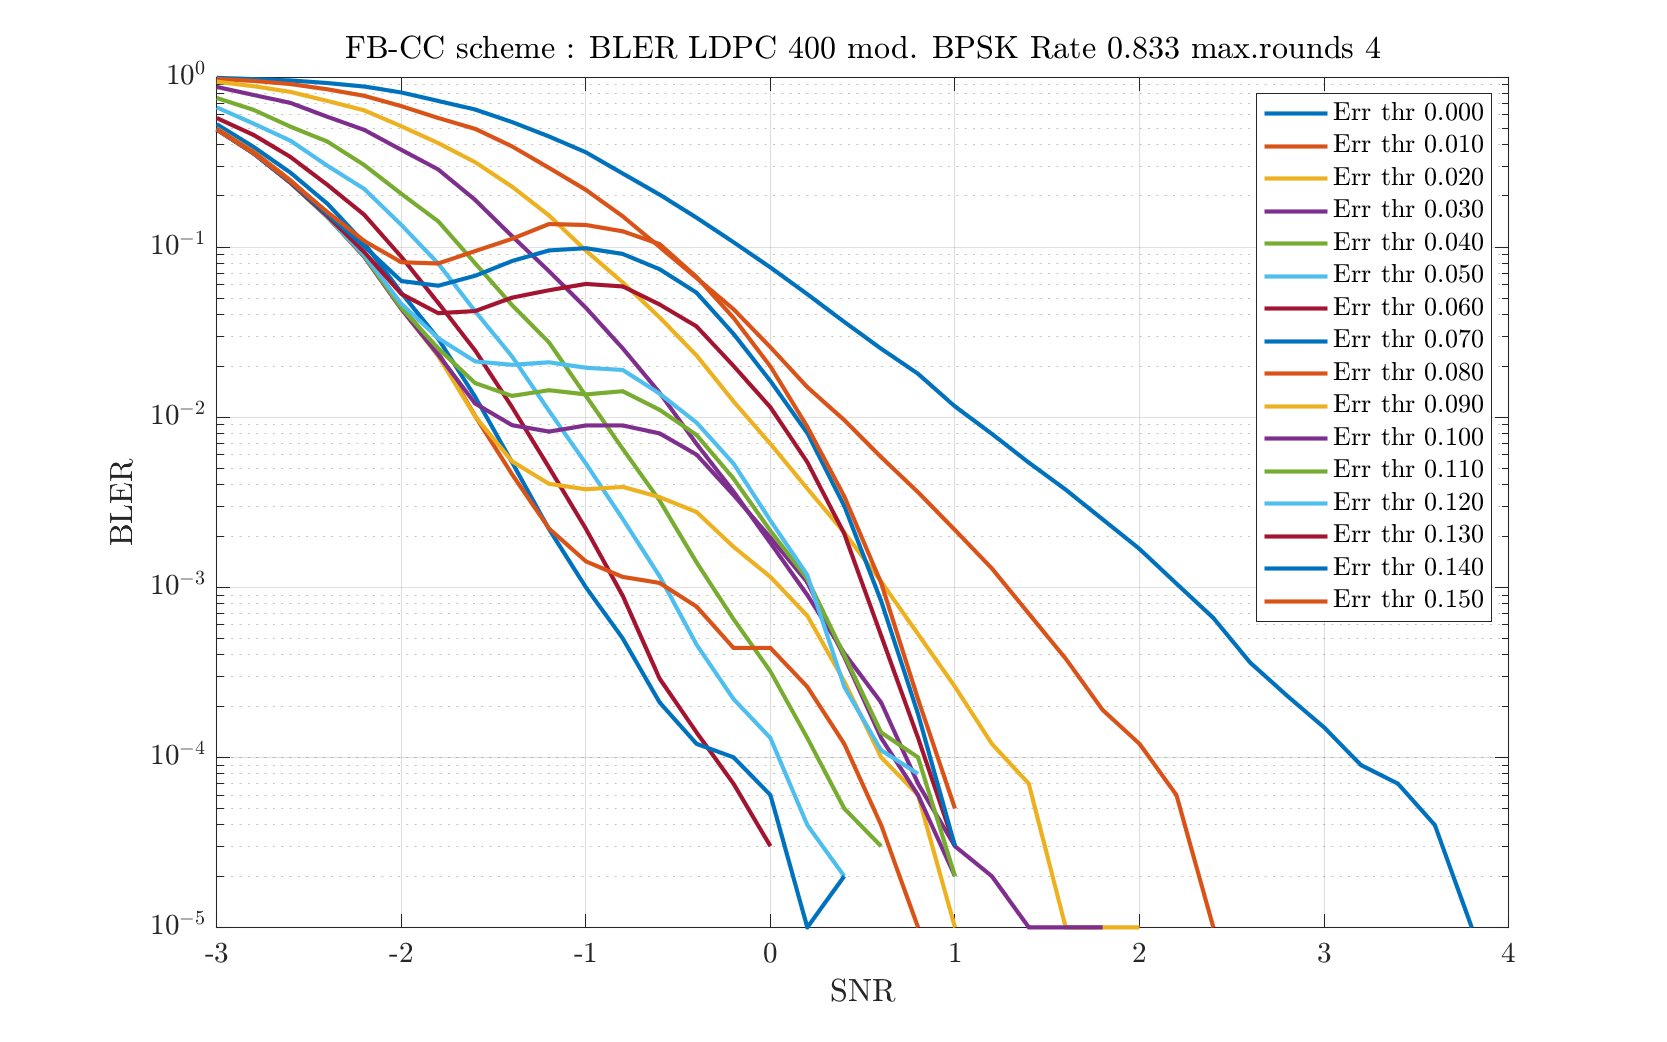 FB-CC scheme : BLER LDPC 400 mod. BPSK Rate 0.833 max.rounds 4
10^0
10^-1
10^-2
10^-3
10^-4
10^-5
BLER
-3 -2 -1 0 1 2 3 4
SNR
Err thr 0.000
Err thr 0.010
Err thr 0.020
Err thr 0.030
Err thr 0.040
Err thr 0.050
Err thr 0.060
Err thr 0.070
Err thr 0.080
Err thr 0.090
Err thr 0.100
Err thr 0.110
Err thr 0.120
Err thr 0.130
Err thr 0.140
Err thr 0.150